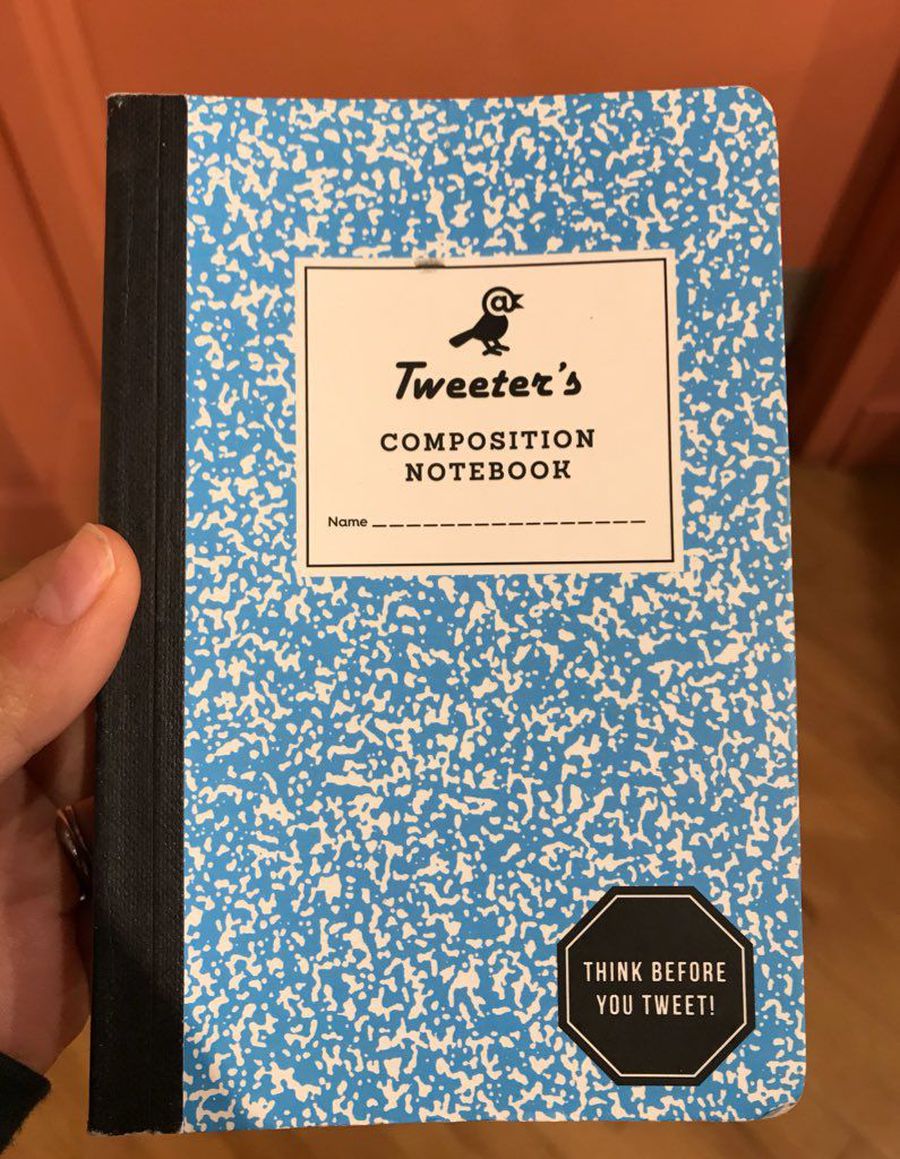 @
Tweeter's
COMPOSITION
NOTEBOOK
Name _ _ _ _ _ _ _ _ _ _ _ _ _ _ _ _
THINK BEFORE
YOU TWEET!